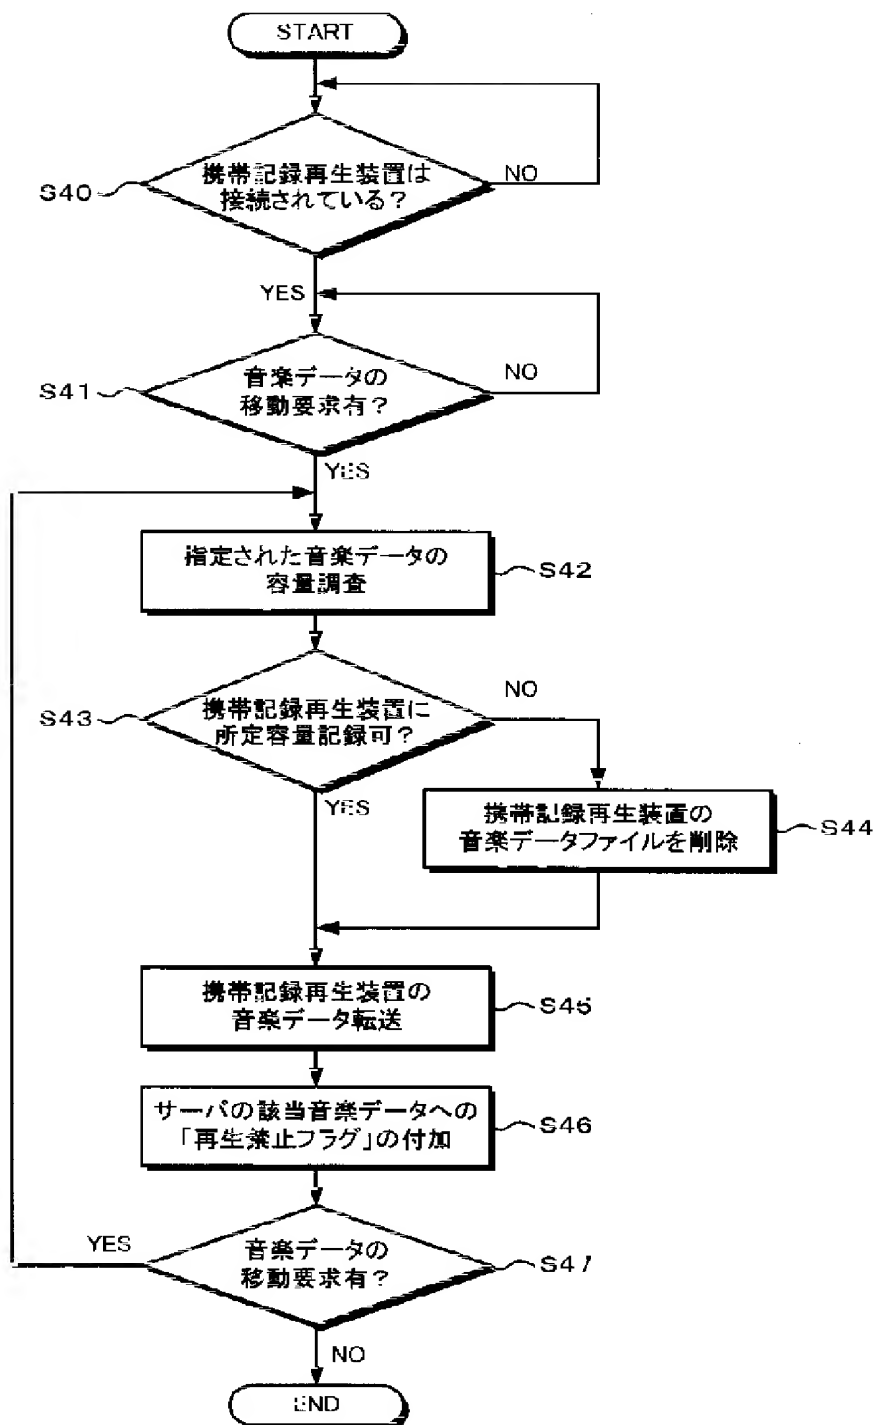 START
携帯記録再生装置は
接続されている?
S40
NO
YES
音楽データの
移動要求有?
S41
NO
YES
指定された音楽データの
容量調査
S42
携帯記録再生装置に
所定容量記録可?
S43
NO
YES
携帯記録再生装置の
音楽データファイルを削除
S44
携帯記録再生装置の
音楽データ転送
S45
サーバの該当音楽データへの
「再生禁止フラグ」の付加
S46
音楽データの
移動要求有?
S47
YES
NO
END